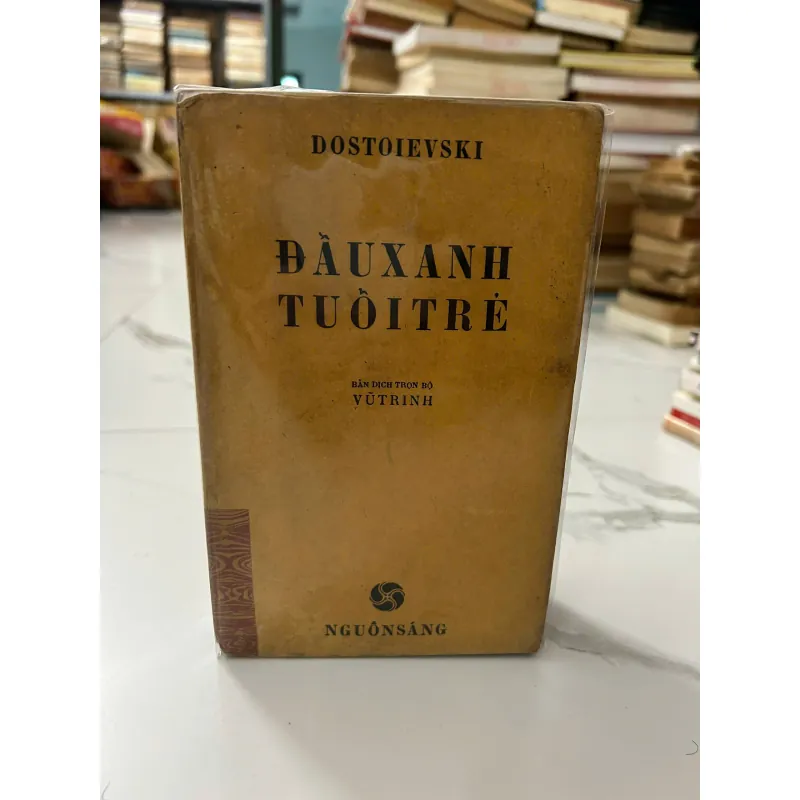 DOSTOIEVSKI
ĐẦUXANH
TUỔITRẺ
BẢN DỊCH TRỌN BỘ
VŨTRINH
NGUỒNSÁNG